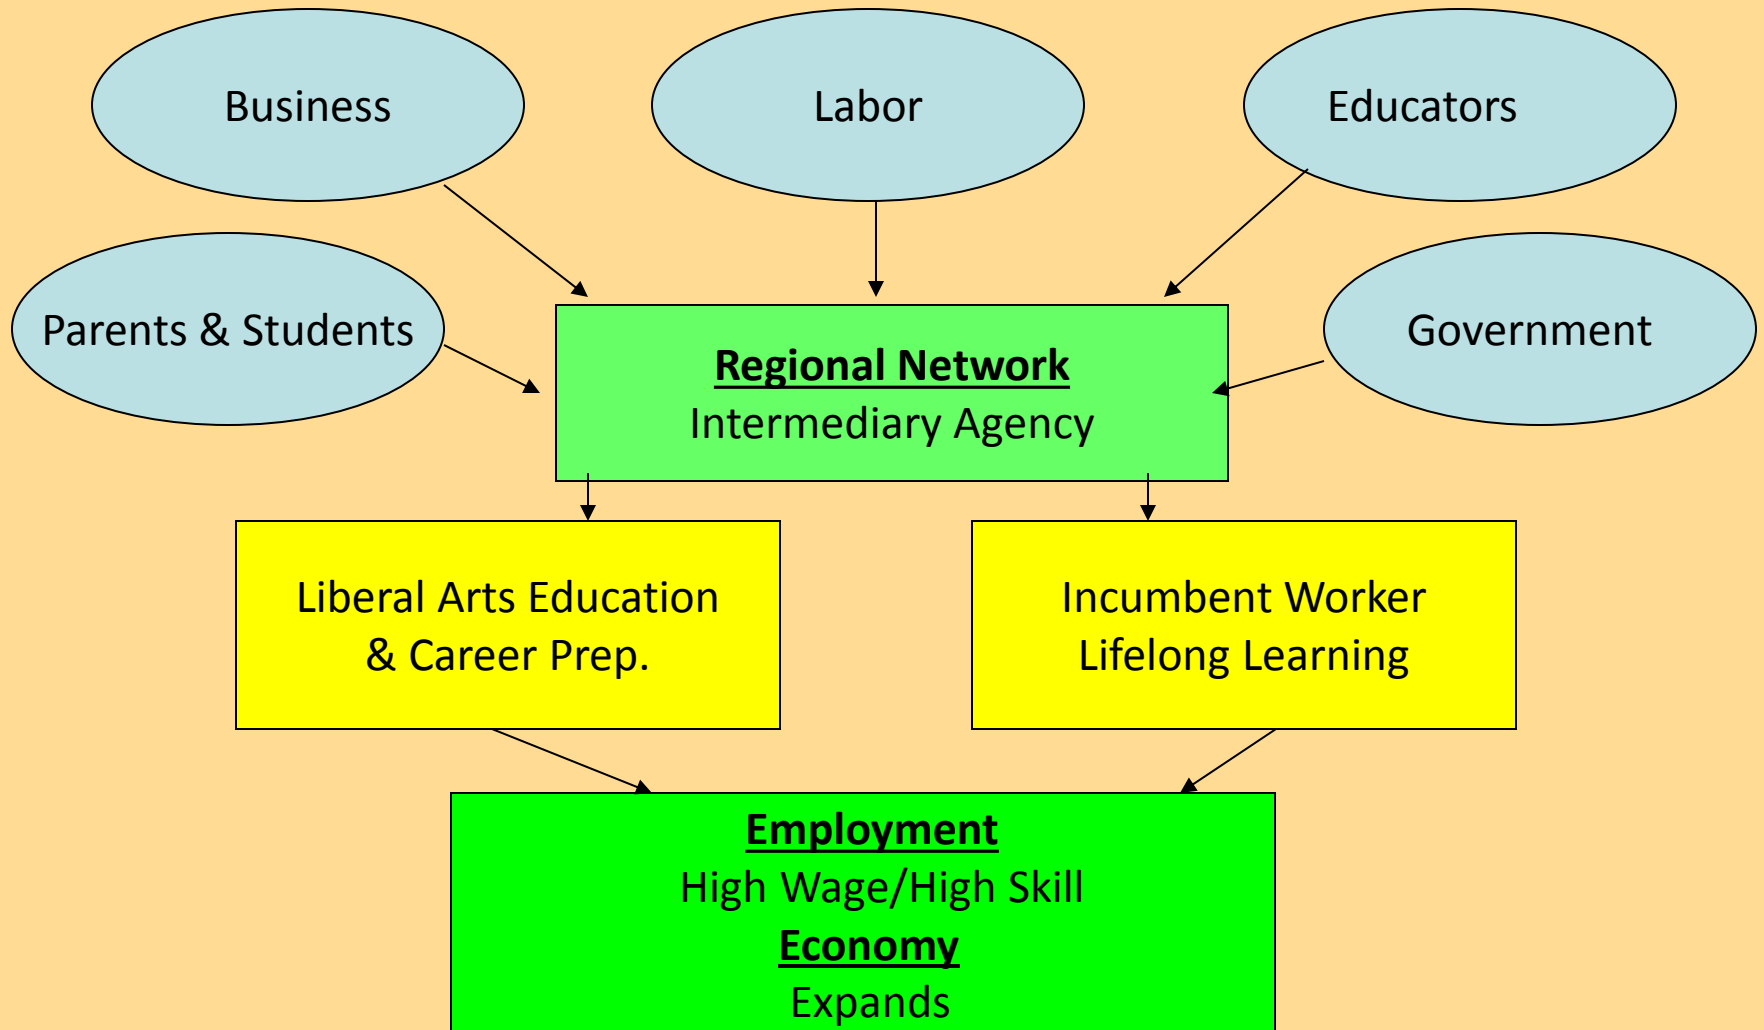 Business
Labor
Educators
Parents & Students
Government
Regional Network
Intermediary Agency
Liberal Arts Education
& Career Prep.
Incumbent Worker
Lifelong Learning
Employment
High Wage/High Skill
Economy
Expands